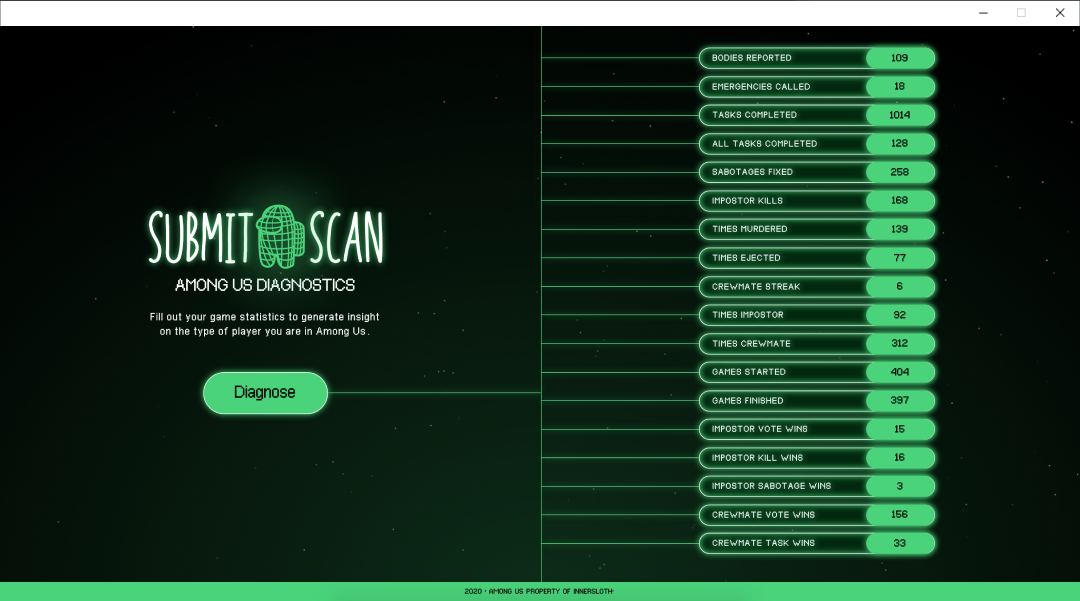 SUBMIT SCAN
AMONG US DIAGNOSTICS
Fill out your game statistics to generate insight
on the type of player you are in Among Us.
Diagnose
BODIES REPORTED 109
EMERGENCIES CALLED 18
TASKS COMPLETED 1014
ALL TASKS COMPLETED 128
SABOTAGES FIXED 258
IMPOSTOR KILLS 168
TIMES MURDERED 139
TIMES EJECTED 77
CREWMATE STREAK 6
TIMES IMPOSTOR 92
TIMES CREWMATE 312
GAMES STARTED 404
GAMES FINISHED 397
IMPOSTOR VOTE WINS 15
IMPOSTOR KILL WINS 16
IMPOSTOR SABOTAGE WINS 3
CREWMATE VOTE WINS 156
CREWMATE TASK WINS 33
2020 · AMONG US PROPERTY OF INNERSLOTH